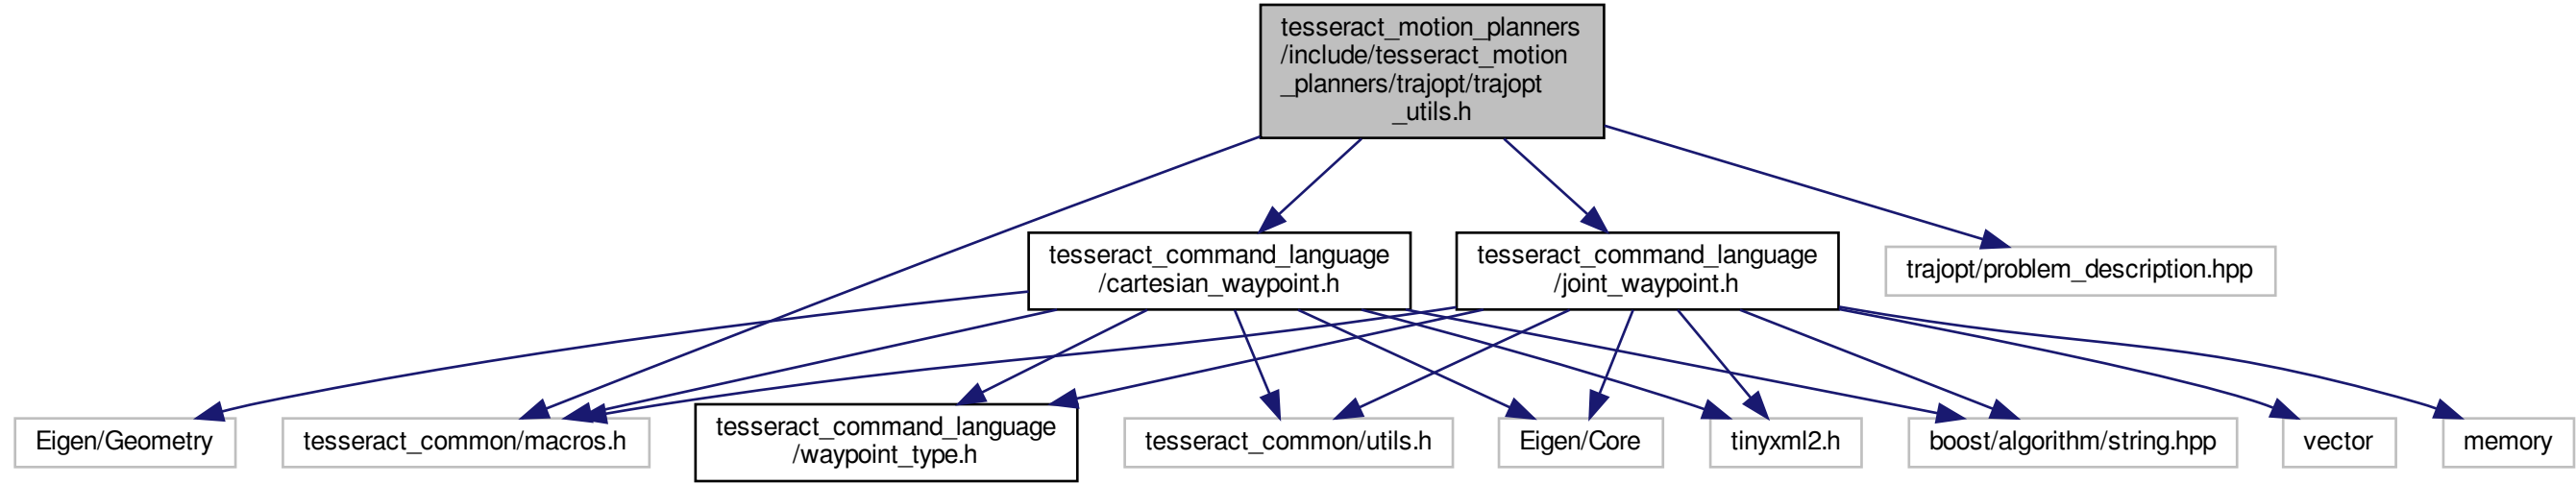 tesseract_motion_planners
/include/tesseract_motion
_planners/trajopt/trajopt
_utils.h
tesseract_command_language
/cartesian_waypoint.h
tesseract_command_language
/joint_waypoint.h
trajopt/problem_description.hpp
Eigen/Geometry
tesseract_common/macros.h
tesseract_command_language
/waypoint_type.h
tesseract_common/utils.h
Eigen/Core
tinyxml2.h
boost/algorithm/string.hpp
vector
memory